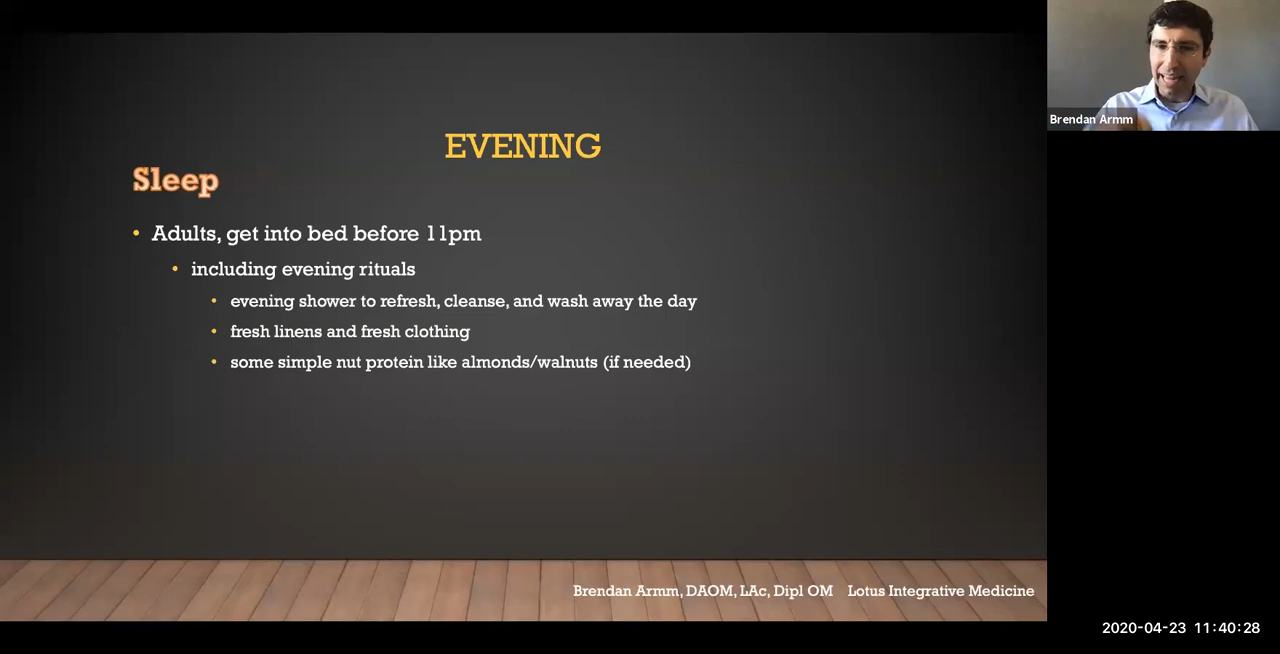 EVENING
Sleep
• Adults, get into bed before 11pm
• including evening rituals
• evening shower to refresh, cleanse, and wash away the day
• fresh linens and fresh clothing
• some simple nut protein like almonds/walnuts (if needed)
Brendan Armm, DAOM, LAc, Dipl OM Lotus Integrative Medicine
Brendan Armm
2020-04-23 11:40:28